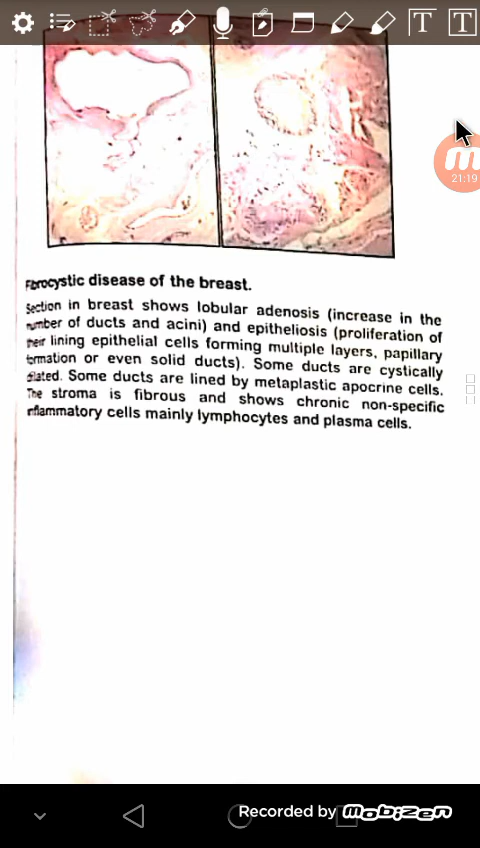 T T
21:19
Fibrocystic disease of the breast.
Section in breast shows lobular adenosis (increase in the
number of ducts and acini) and epitheliosis (proliferation of
their lining epithelial cells forming multiple layers, papillary
formation or even solid ducts). Some ducts are cystically
dilated. Some ducts are lined by metaplastic apocrine cells.
The stroma is fibrous and shows chronic non-specific
inflammatory cells mainly lymphocytes and plasma cells.
Recorded by mobizen